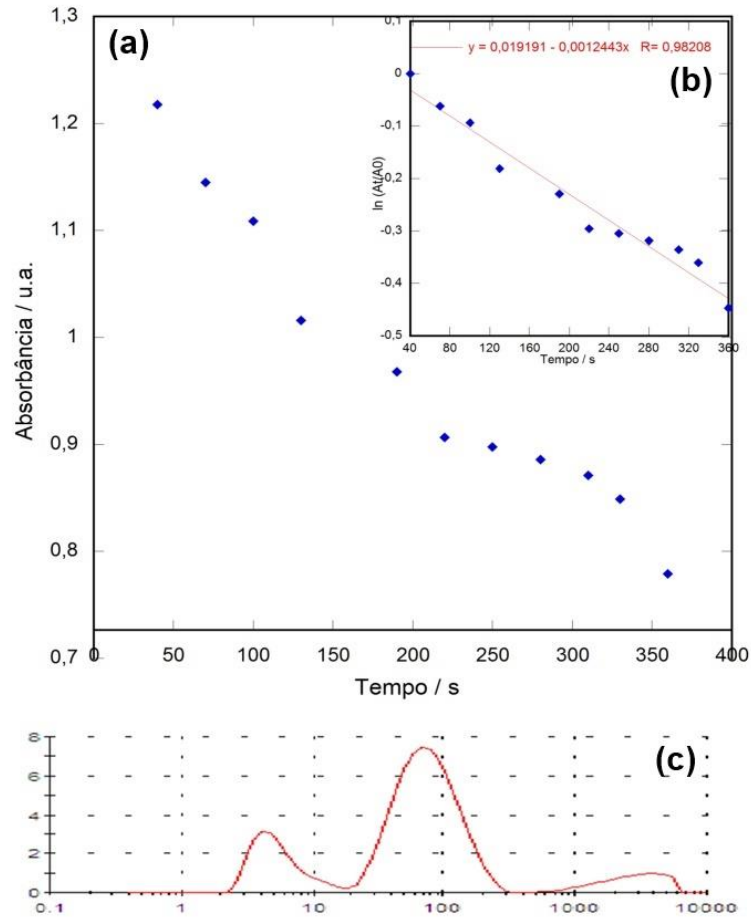 (a)
1,3
1,2
1,1
1
0,9
0,8
0,7
Absorbância / u.a.
0 50 100 150 200 250 300 350 400
Tempo / s
(b)
y = 0,019191 - 0,0012443x R= 0,98208
0,1
0
-0,1
-0,2
-0,3
-0,4
-0,5
ln (At/A0)
40 80 120 160 200 240 280 320 360
Tempo / s
(c)
8
6
4
2
0
0.1 1 10 100 1000 10000